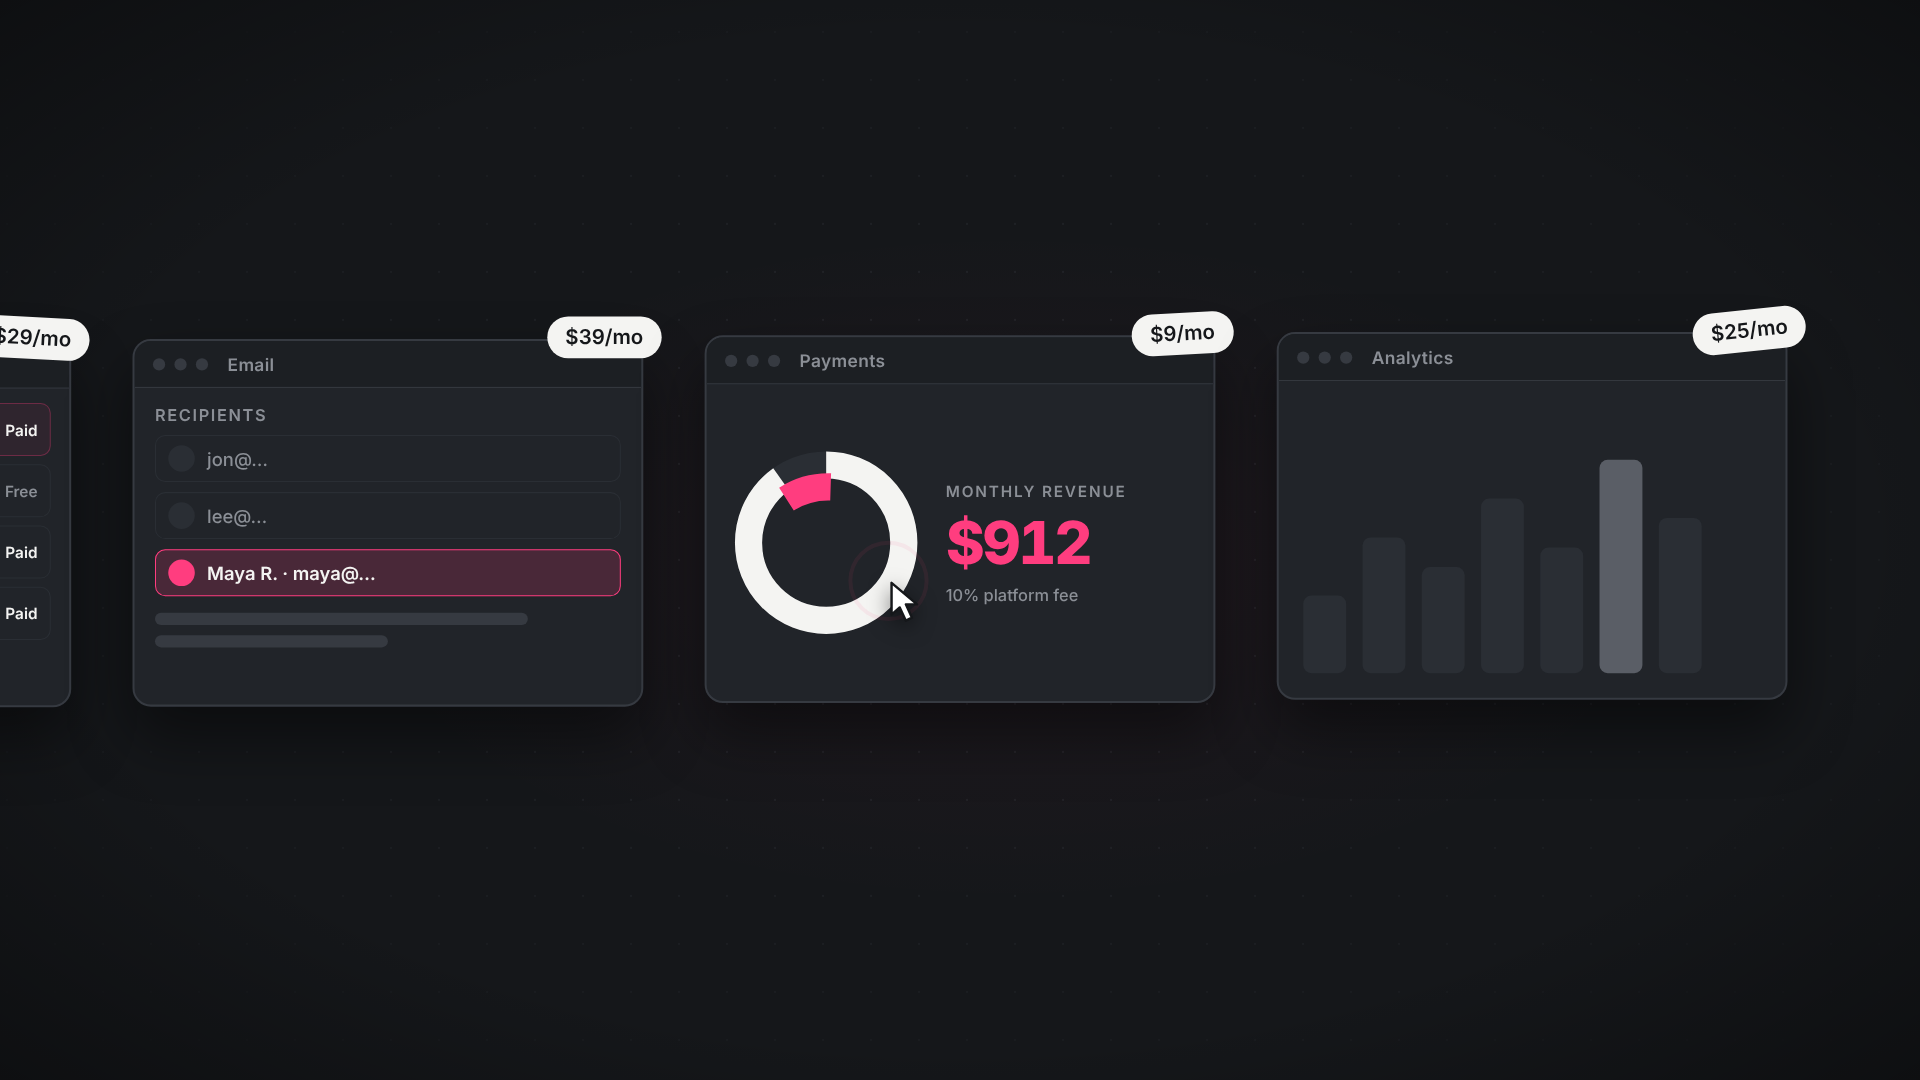 $29/mo
Paid
Free
Paid
Paid
$39/mo
Email
RECIPIENTS
jon@...
lee@...
Maya R. · maya@...
$9/mo
Payments
MONTHLY REVENUE
$912
10% platform fee
$25/mo
Analytics